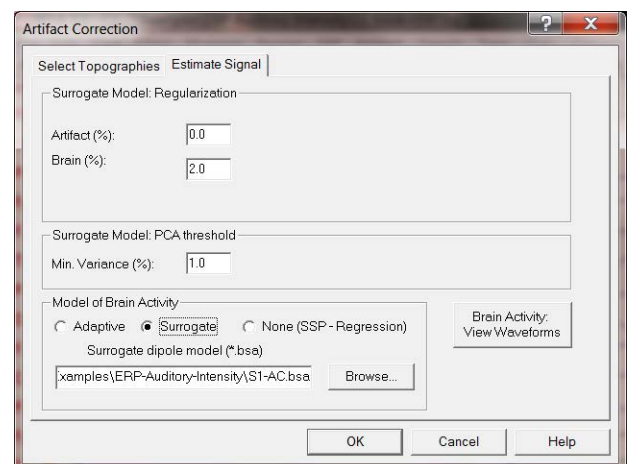 Artifact Correction
?
X
Select Topographies
Estimate Signal
Surrogate Model: Regularization
Artifact (%):
0.0
Brain (%):
2.0
Surrogate Model: PCA threshold
Min. Variance (%):
1.0
Model of Brain Activity
Adaptive
Surrogate
None (SSP - Regression)
Surrogate dipole model (*.bsa)
xamples\ERP-Auditory-Intensity\S1-AC.bsa
Browse...
Brain Activity:
View Waveforms
OK
Cancel
Help